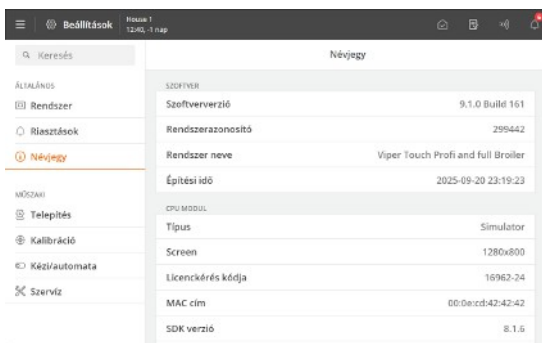 Beállítások
House 1
12:40, -1 nap
Keresés
Névjegy
ÁLTALÁNOS
Rendszer
Riasztások
Névjegy
MŰSZAKI
Telepítés
Kalibráció
Kézi/automata
Szervíz
SZOFTVER
Szoftververzió 9.1.0 Build 161
Rendszerazonosító 299442
Rendszer neve Viper Touch Profi and full Broiler
Építési idő 2025-09-20 23:19:23
CPU MODUL
Típus Simulator
Screen 1280x800
Licenckérés kódja 16962-24
MAC cím 00:0e:cd:42:42:42
SDK verzió 8.1.6